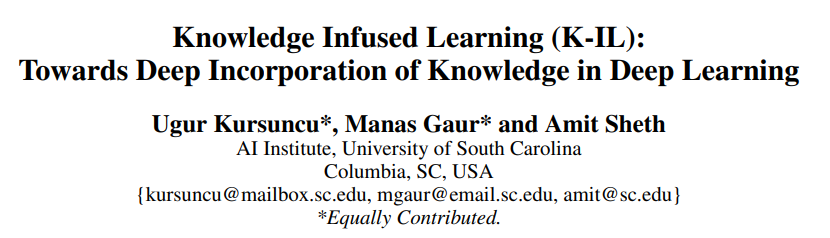 Knowledge Infused Learning (K-IL):
Towards Deep Incorporation of Knowledge in Deep Learning
Ugur Kursuncu*, Manas Gaur* and Amit Sheth
AI Institute, University of South Carolina
Columbia, SC, USA
{kursuncu@mailbox.sc.edu, mgaur@email.sc.edu, amit@sc.edu}
*Equally Contributed.